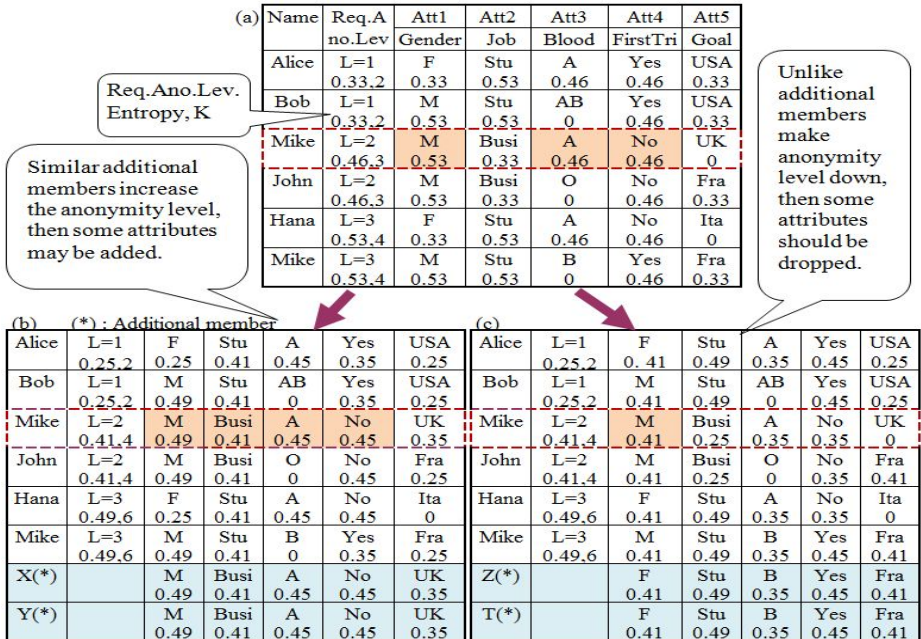 (a) Name Req.A Att1 Att2 Att3 Att4 Att5
no.Lev Gender Job Blood FirstTri Goal
Alice L=1 F Stu A Yes USA
0.33,2 0.33 0.53 0.46 0.46 0.33
Bob L=1 M Stu AB Yes USA
0.33,2 0.53 0.53 0 0.46 0.33
Mike L=2 M Busi A No UK
0.46,3 0.53 0.33 0.46 0.46 0
John L=2 M Busi O No Fra
0.46,3 0.53 0.33 0 0.46 0.33
Hana L=3 F Stu A No Ita
0.53,4 0.33 0.53 0.46 0.46 0
Mike L=3 M Stu B Yes Fra
0.53,4 0.53 0.53 0 0.46 0.33
Req.Ano.Lev.
Entropy, K
Similar additional
members increase
the anonymity level,
then some attributes
may be added.
Unlike
additional
members
make
anonymity
level down,
then some
attributes
should be
dropped.
(b) (*) : Additional member
Alice L=1 F Stu A Yes USA
0.25,2 0.25 0.41 0.45 0.35 0.25
Bob L=1 M Stu AB Yes USA
0.25,2 0.49 0.41 0 0.35 0.25
Mike L=2 M Busi A No UK
0.41,4 0.49 0.41 0.45 0.45 0.35
John L=2 M Busi O No Fra
0.41,4 0.49 0.41 0 0.45 0.25
Hana L=3 F Stu A No Ita
0.49,6 0.25 0.41 0.45 0.45 0
Mike L=3 M Stu B Yes Fra
0.49,6 0.49 0.41 0 0.35 0.25
X(*) M Busi A No UK
0.49 0.41 0.45 0.45 0.35
Y(*) M Busi A No UK
0.49 0.41 0.45 0.45 0.35
(c)
Alice L=1 F Stu A Yes USA
0.25,2 0. 41 0.49 0.35 0.45 0.25
Bob L=1 M Stu AB Yes USA
0.25,2 0.41 0.49 0 0.45 0.25
Mike L=2 M Busi A No UK
0.41,4 0.41 0.25 0.35 0.35 0
John L=2 M Busi O No Fra
0.41,4 0.41 0.25 0 0.35 0.41
Hana L=3 F Stu A No Ita
0.49,6 0.41 0.49 0.35 0.35 0
Mike L=3 M Stu B Yes Fra
0.49,6 0.41 0.49 0.35 0.45 0.41
Z(*) F Stu B Yes Fra
0.41 0.49 0.35 0.45 0.41
T(*) F Stu B Yes Fra
0.41 0.49 0.35 0.45 0.41